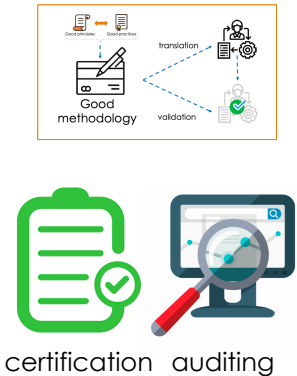 Good principles Good practices
translation
Good
methodology
validation
certification auditing